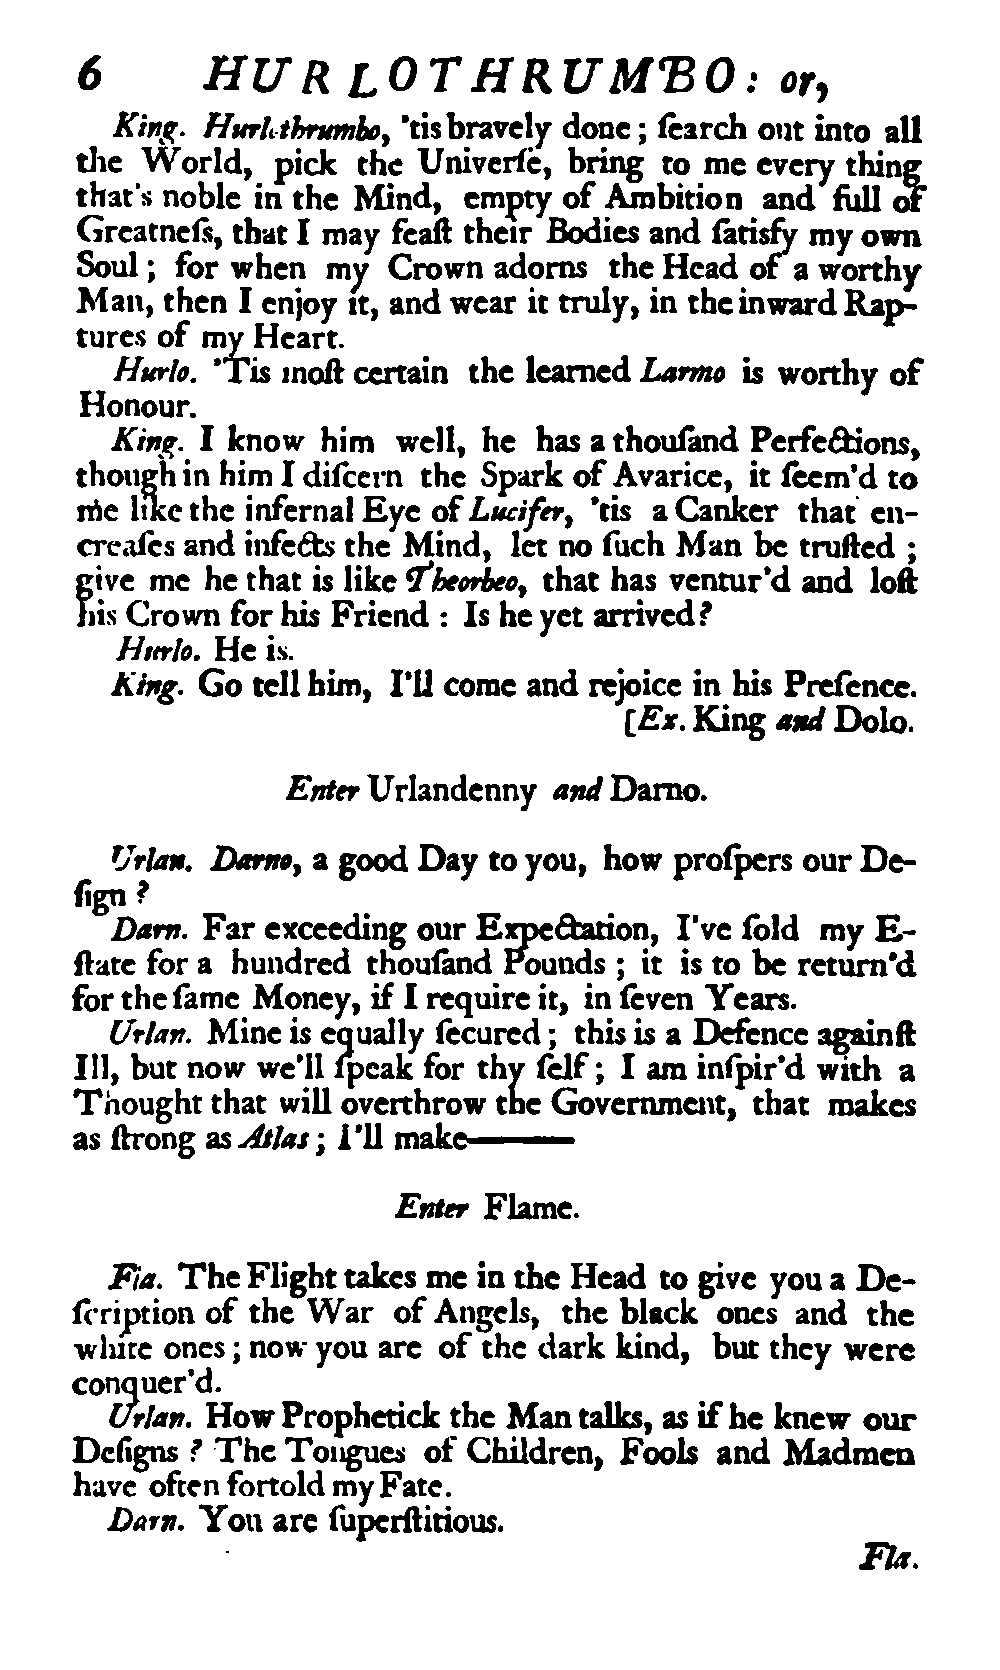 6 HURLOTHRUMBO: or,
King. Hurlothrumbo, 'tis bravely done; ſearch out into all
the World, pick the Univerſe, bring to me every thing
that's noble in the Mind, empty of Ambition and full of
Greatneſs, that I may feaſt their Bodies and ſatisfy my own
Soul; for when my Crown adorns the Head of a worthy
Man, then I enjoy it, and wear it truly, in the inward Rap-
tures of my Heart.
Hurlo. 'Tis moſt certain the learned Larmo is worthy of
Honour.
King. I know him well, he has a thouſand Perfections,
though in him I diſcern the Spark of Avarice, it ſeem'd to
me like the infernal Eye of Lucifer, 'tis a Canker that en-
creaſes and infects the Mind, let no ſuch Man be truſted;
give me he that is like Theorbeo, that has ventur'd and loſt
his Crown for his Friend: Is he yet arrived?
Hurlo. He is.
King. Go tell him, I'll come and rejoice in his Preſence.
[Ex. King and Dolo.
Enter Urlandenny and Darno.
Urlan. Darno, a good Day to you, how proſpers our De-
ſign?
Darn. Far exceeding our Expectation, I've ſold my E-
ſtate for a hundred thouſand Pounds; it is to be return'd
for the ſame Money, if I require it, in ſeven Years.
Urlan. Mine is equally ſecured; this is a Defence againſt
Ill, but now we'll ſpeak for thy ſelf; I am inſpir'd with a
Thought that will overthrow the Government, that makes
as ſtrong as Atlas; I'll make———
Enter Flame.
Fla. The Flight takes me in the Head to give you a De-
ſcription of the War of Angels, the black ones and the
white ones; now you are of the dark kind, but they were
conquer'd.
Urlan. How Prophetick the Man talks, as if he knew our
Deſigns? The Tongues of Children, Fools and Madmen
have often fortold my Fate.
Darn. You are ſuperſtitious.
Fla.